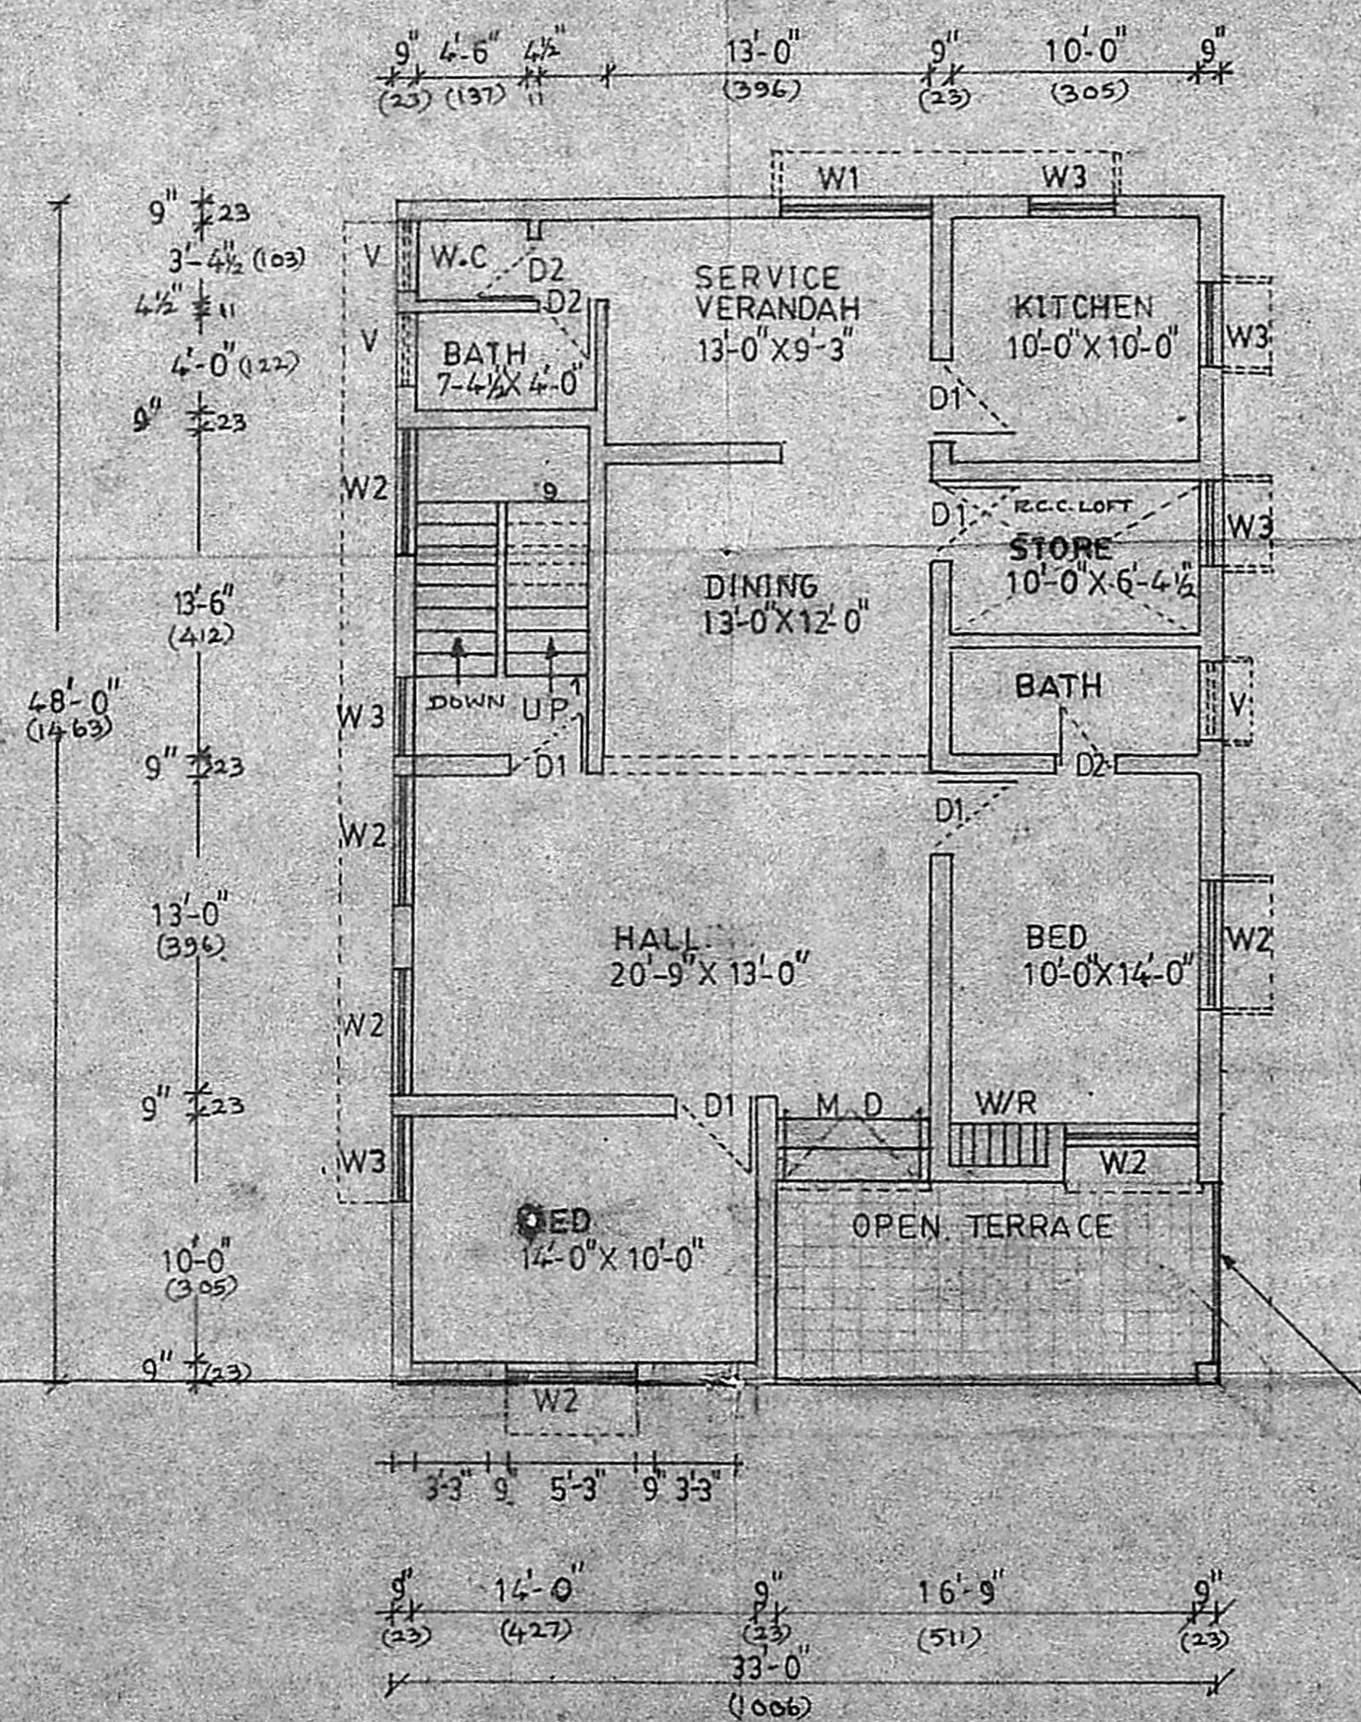 9" 4'-6" 4½" 13'-0" 9" 10'-0" 9"
(23) (137) 11 (396) (23) (305)
W1 W3
9" 23
3'-4½ (103)
4½" 11
4'-0" (122)
9" 23
V W.C D2
D2
V BATH
7-4½X 4'-0"
SERVICE
VERANDAH
13'-0"X9'-3"
KITCHEN
10'-0"X10'-0"
W3
D1
W2
9
D1 R.C.C. LOFT
STORE
10'-0"X 6'-4½
W3
13'-6"
(412)
DINING
13'-0"X12'-0"
48'-0"
(1463)
W3 DOWN UP 1
BATH
V
9" 23
D1 D2
D1
W2
13'-0"
(396)
HALL
20'-9"X 13'-0"
BED
10'-0"X14'-0"
W2
W2
9" 23
D1 M D W/R
W3 W2
BED
14'-0"X 10'-0"
OPEN TERRACE
10'-0"
(305)
9" (23)
W2
3'-3" 9" 5'-3" 9" 3'-3"
9" 14'-0" 9" 16'-9" 9"
(23) (427) (23) (511) (23)
33'-0"
(1006)